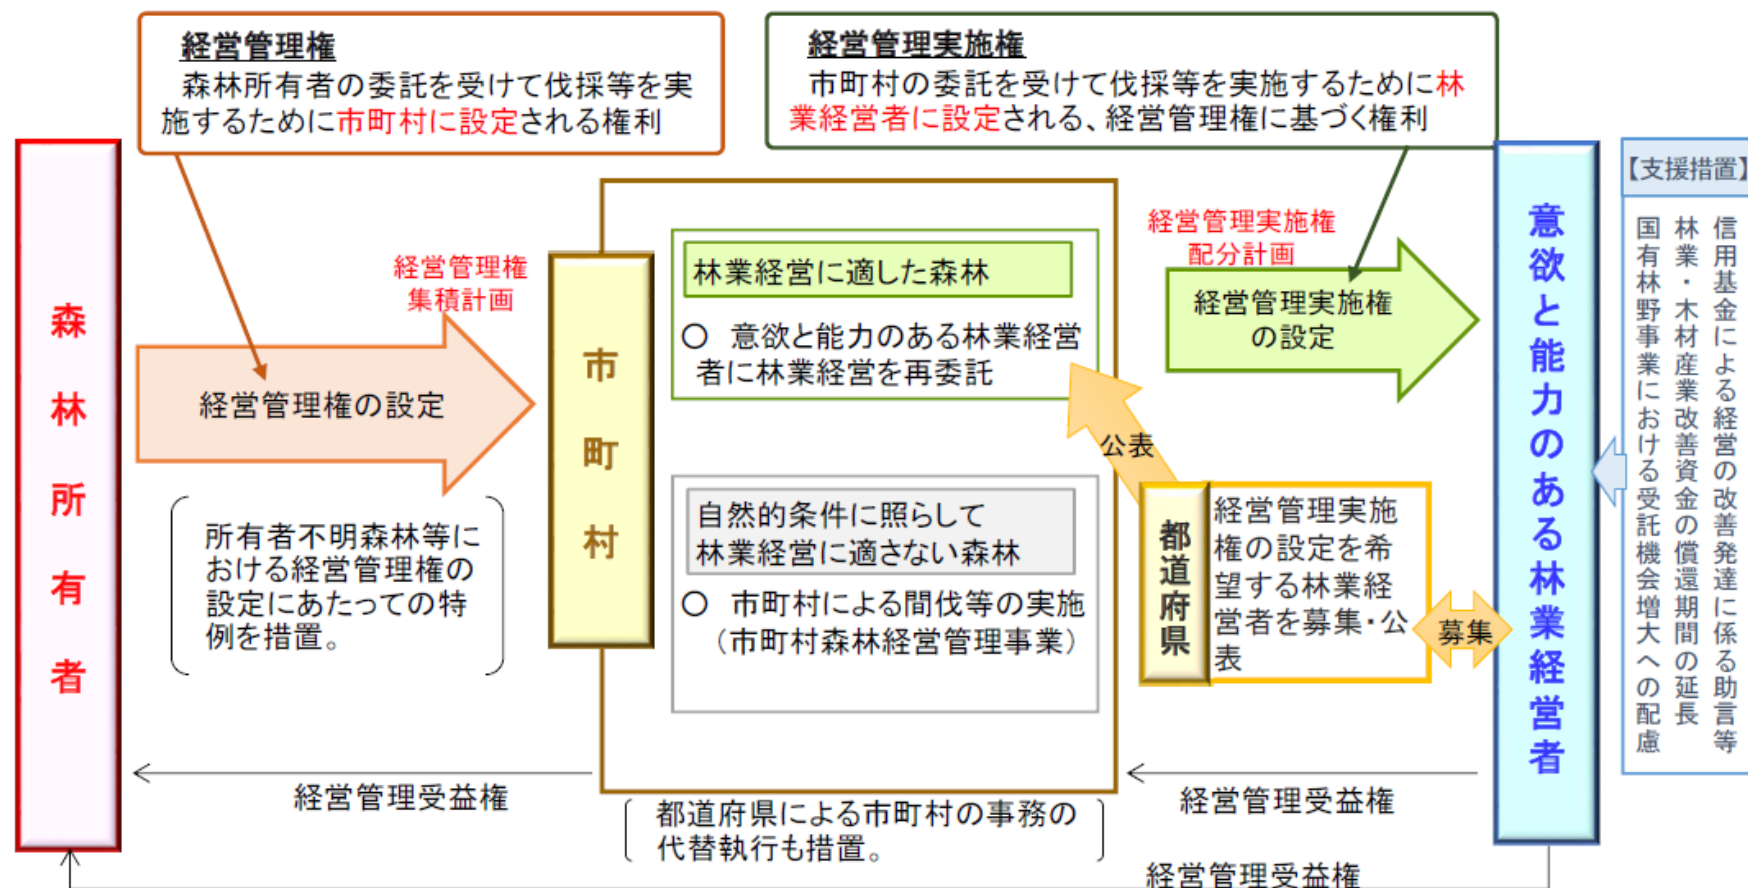 経営管理権
森林所有者の委託を受けて伐採等を実
施するために市町村に設定される権利
経営管理実施権
市町村の委託を受けて伐採等を実施するために林
業経営者に設定される、経営管理権に基づく権利
森林所有者
経営管理権
集積計画
経営管理権の設定
所有者不明森林等に
おける経営管理権の
設定にあたっての特
例を措置。
市町村
林業経営に適した森林
〇 意欲と能力のある林業経営
者に林業経営を再委託
自然的条件に照らして
林業経営に適さない森林
〇 市町村による間伐等の実施
（市町村森林経営管理事業）
経営管理実施権
配分計画
経営管理実施権
の設定
公表
都道府県
経営管理実施
権の設定を希
望する林業経
営者を募集・公
表
募集
意欲と能力のある林業経営者
【支援措置】
信用基金による経営の改善発達に係る助言等
林業・木材産業改善資金の償還期間の延長
国有林野事業における受託機会増大への配慮
経営管理受益権
経営管理受益権
都道府県による市町村の事務の
代替執行も措置。
経営管理受益権